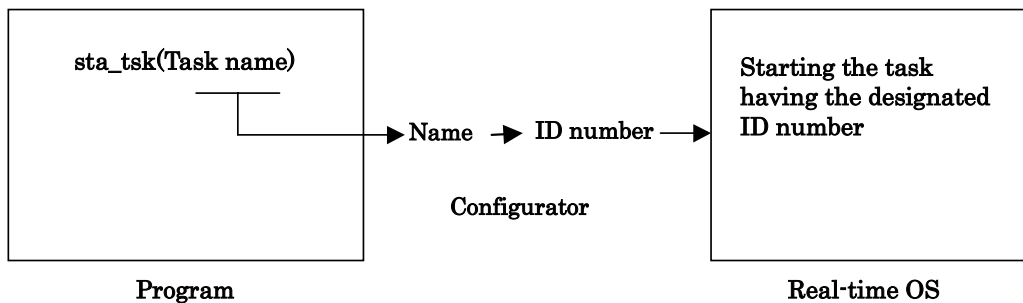 sta_tsk(Task name)
Name
ID number
Starting the task
having the designated
ID number
Configurator
Program
Real-time OS